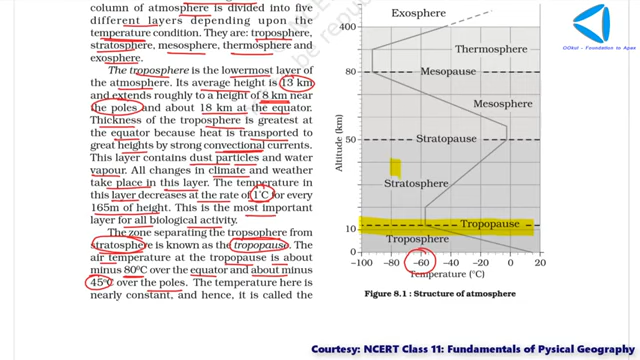 column of atmosphere is divided into five
different layers depending upon the
temperature condition. They are: troposphere,
stratosphere, mesosphere, thermosphere and
exosphere.
The troposphere is the lowermost layer of
the atmosphere. Its average height is 13 km
and extends roughly to a height of 8 km near
the poles and about 18 km at the equator.
Thickness of the troposphere is greatest at
the equator because heat is transported to
great heights by strong convectional currents.
This layer contains dust particles and water
vapour. All changes in climate and weather
take place in this layer. The temperature in
this layer decreases at the rate of 1°C for every
165m of height. This is the most important
layer for all biological activity.
The zone separating the tropsophere from
stratosphere is known as the tropopause. The
air temperature at the tropopause is about
minus 80°C over the equator and about minus
45°C over the poles. The temperature here is
nearly constant, and hence, it is called the
be repu
Exosphere
400
Thermosphere
80
Mesopause
Mesosphere
Altitude (km)
50
Stratopause
Stratosphere
Tropopause
10
Troposphere
0
−100 −80 −60 −40 −20 0 20
Temperature (°C)
Figure 8.1 : Structure of atmosphere
OOkul - Foundation to Apex
Courtesy: NCERT Class 11: Fundamentals of Pysical Geography